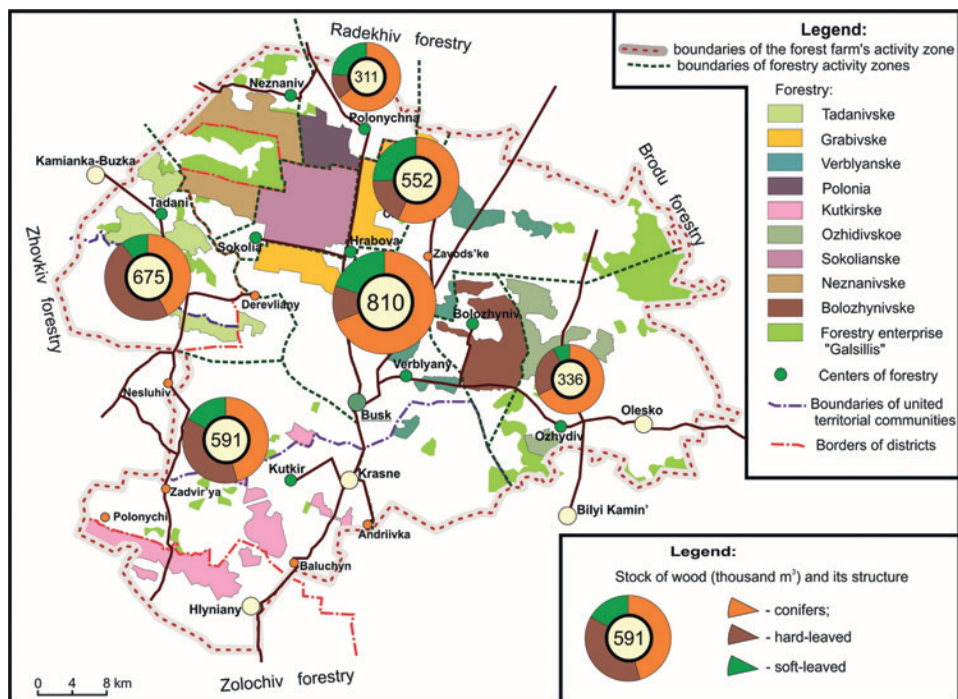 Radekhiv forestry
311
Neznaniv
Polonychna
Kamianka-Buzka
552
Brodu forestry
Tadani
Zhovkiv forestry
Sokolia
Hrabova
Zavods'ke
675
810
Derevliany
Bolozhyniv
Verblyany
336
Nesluhiv
Busk
Olesko
591
Ozhydiv
Kutkir
Krasne
Zadvir'ya
Bilyi Kamin'
Polonychi
Andriivka
Baluchyn
Hlyniany
0 4 8 km
Zolochiv forestry
Legend:
boundaries of the forest farm's activity zone
boundaries of forestry activity zones
Forestry:
Tadanivske
Grabivske
Verblyanske
Polonia
Kutkirske
Ozhidivskoe
Sokolianske
Neznanivske
Bolozhynivske
Forestry enterprise
"Galsillis"
Centers of forestry
Boundaries of united
territorial communities
Borders of districts
Legend:
Stock of wood (thousand m³) and its structure
591
- conifers;
- hard-leaved
- soft-leaved